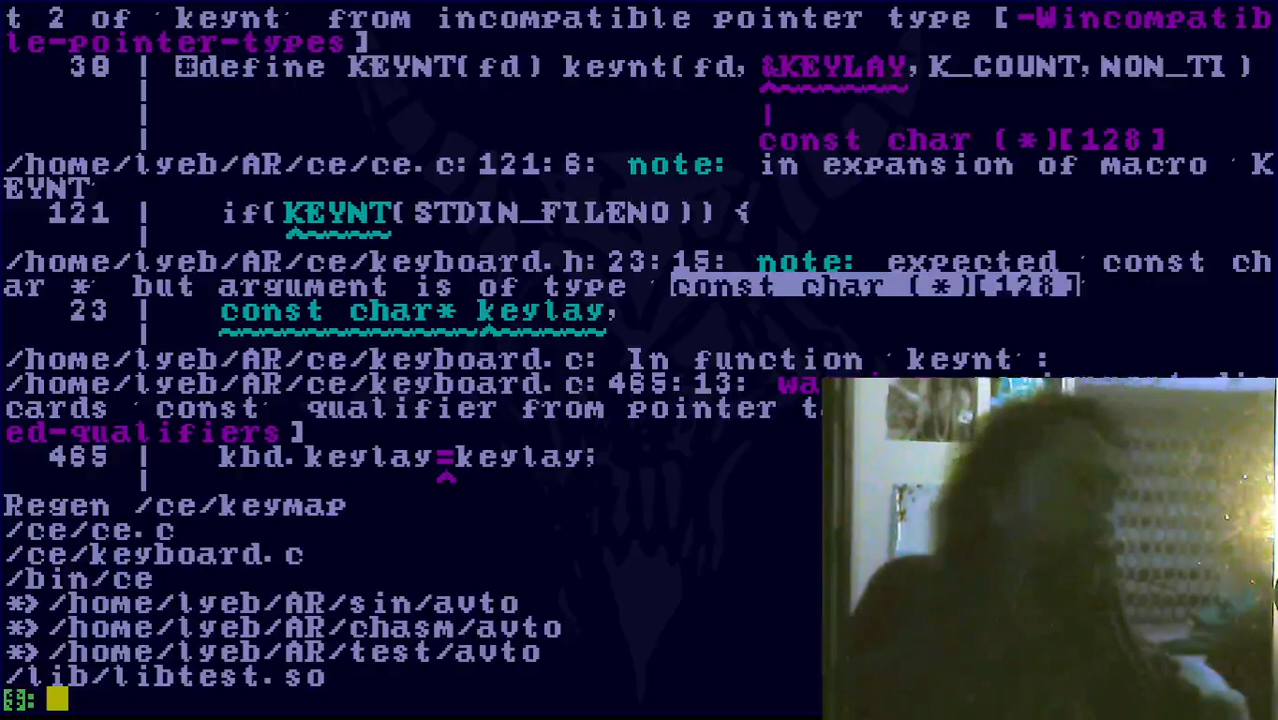 t 2 of 'keynt' from incompatible pointer type [-Wincompatib
le-pointer-types]
38 | #define KEYNT(fd) keynt(fd,&KEYLAY,K_COUNT,NON_TI )
|
|
| const char (*)[128]
/home/lyeb/AR/ce/ce.c:121:6: note: in expansion of macro 'K
EYNT'
121 | if(KEYNT(STDIN_FILENO)) {
| ^~~~~
/home/lyeb/AR/ce/keyboard.h:23:15: note: expected 'const ch
ar *' but argument is of type 'const char (*)[128]'
23 | const char* keylay,
| ~~~~~~~~~~~~^~~~~~
/home/lyeb/AR/ce/keyboard.c: In function 'keynt':
/home/lyeb/AR/ce/keyboard.c:465:13: wa
cards 'const' qualifier from pointer t
ed-qualifiers]
465 | kbd.keylay=keylay;
| ^
Regen /ce/keymap
/ce/ce.c
/ce/keyboard.c
/bin/ce
*> /home/lyeb/AR/sin/auto
*> /home/lyeb/AR/chasm/auto
*> /home/lyeb/AR/test/auto
/lib/libtest.so